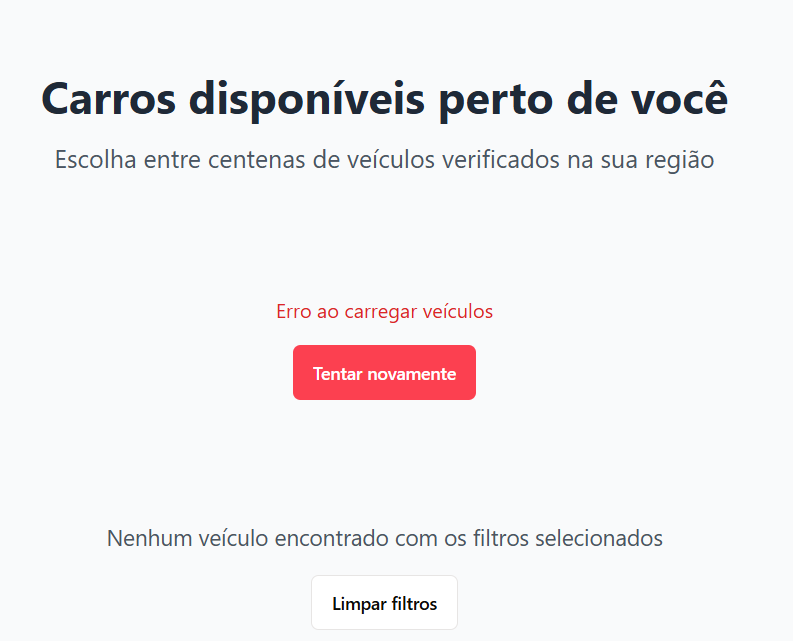 Carros disponíveis perto de você
Escolha entre centenas de veículos verificados na sua região
Erro ao carregar veículos
Tentar novamente
Nenhum veículo encontrado com os filtros selecionados
Limpar filtros